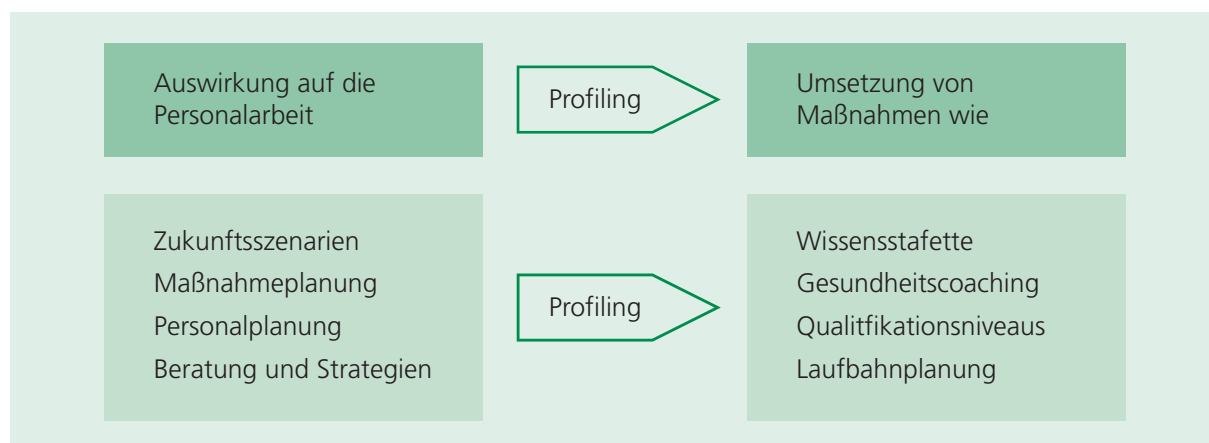 Auswirkung auf die
Personalarbeit
Profiling
Umsetzung von
Maßnahmen wie
Zukunftsszenarien
Maßnahmeplanung
Personalplanung
Beratung und Strategien
Profiling
Wissensstafette
Gesundheitscoaching
Qualitfikationsniveaus
Laufbahnplanung